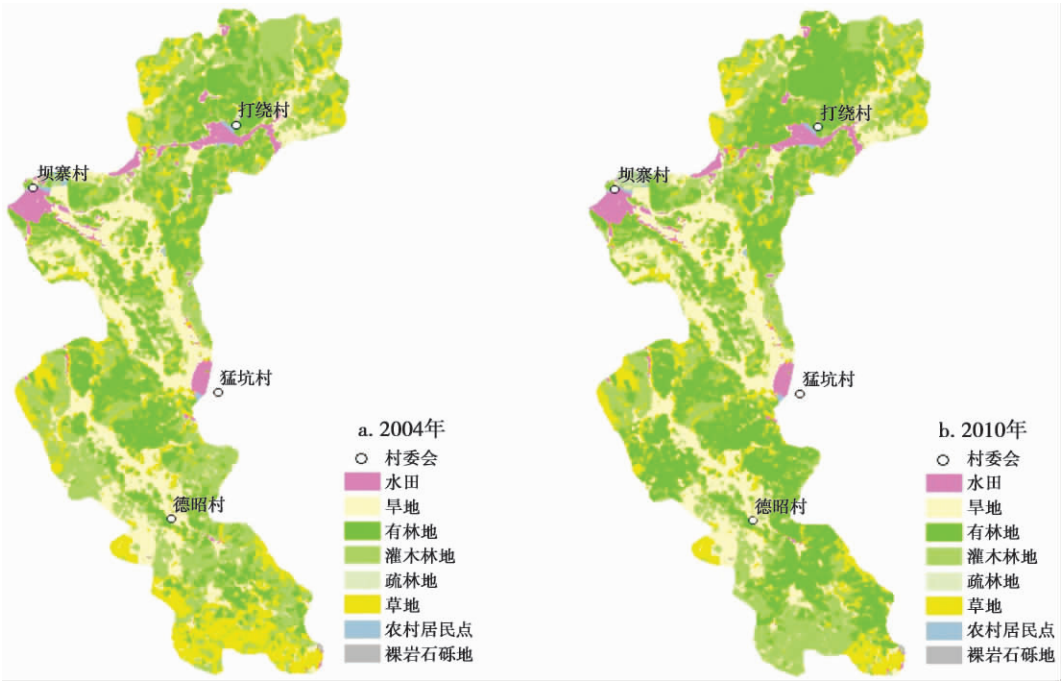 打绕村
坝寨村
猛坑村
德昭村
a. 2004年
村委会
水田
旱地
有林地
灌木林地
疏林地
草地
农村居民点
裸岩石砾地
打绕村
坝寨村
猛坑村
德昭村
b. 2010年
村委会
水田
旱地
有林地
灌木林地
疏林地
草地
农村居民点
裸岩石砾地